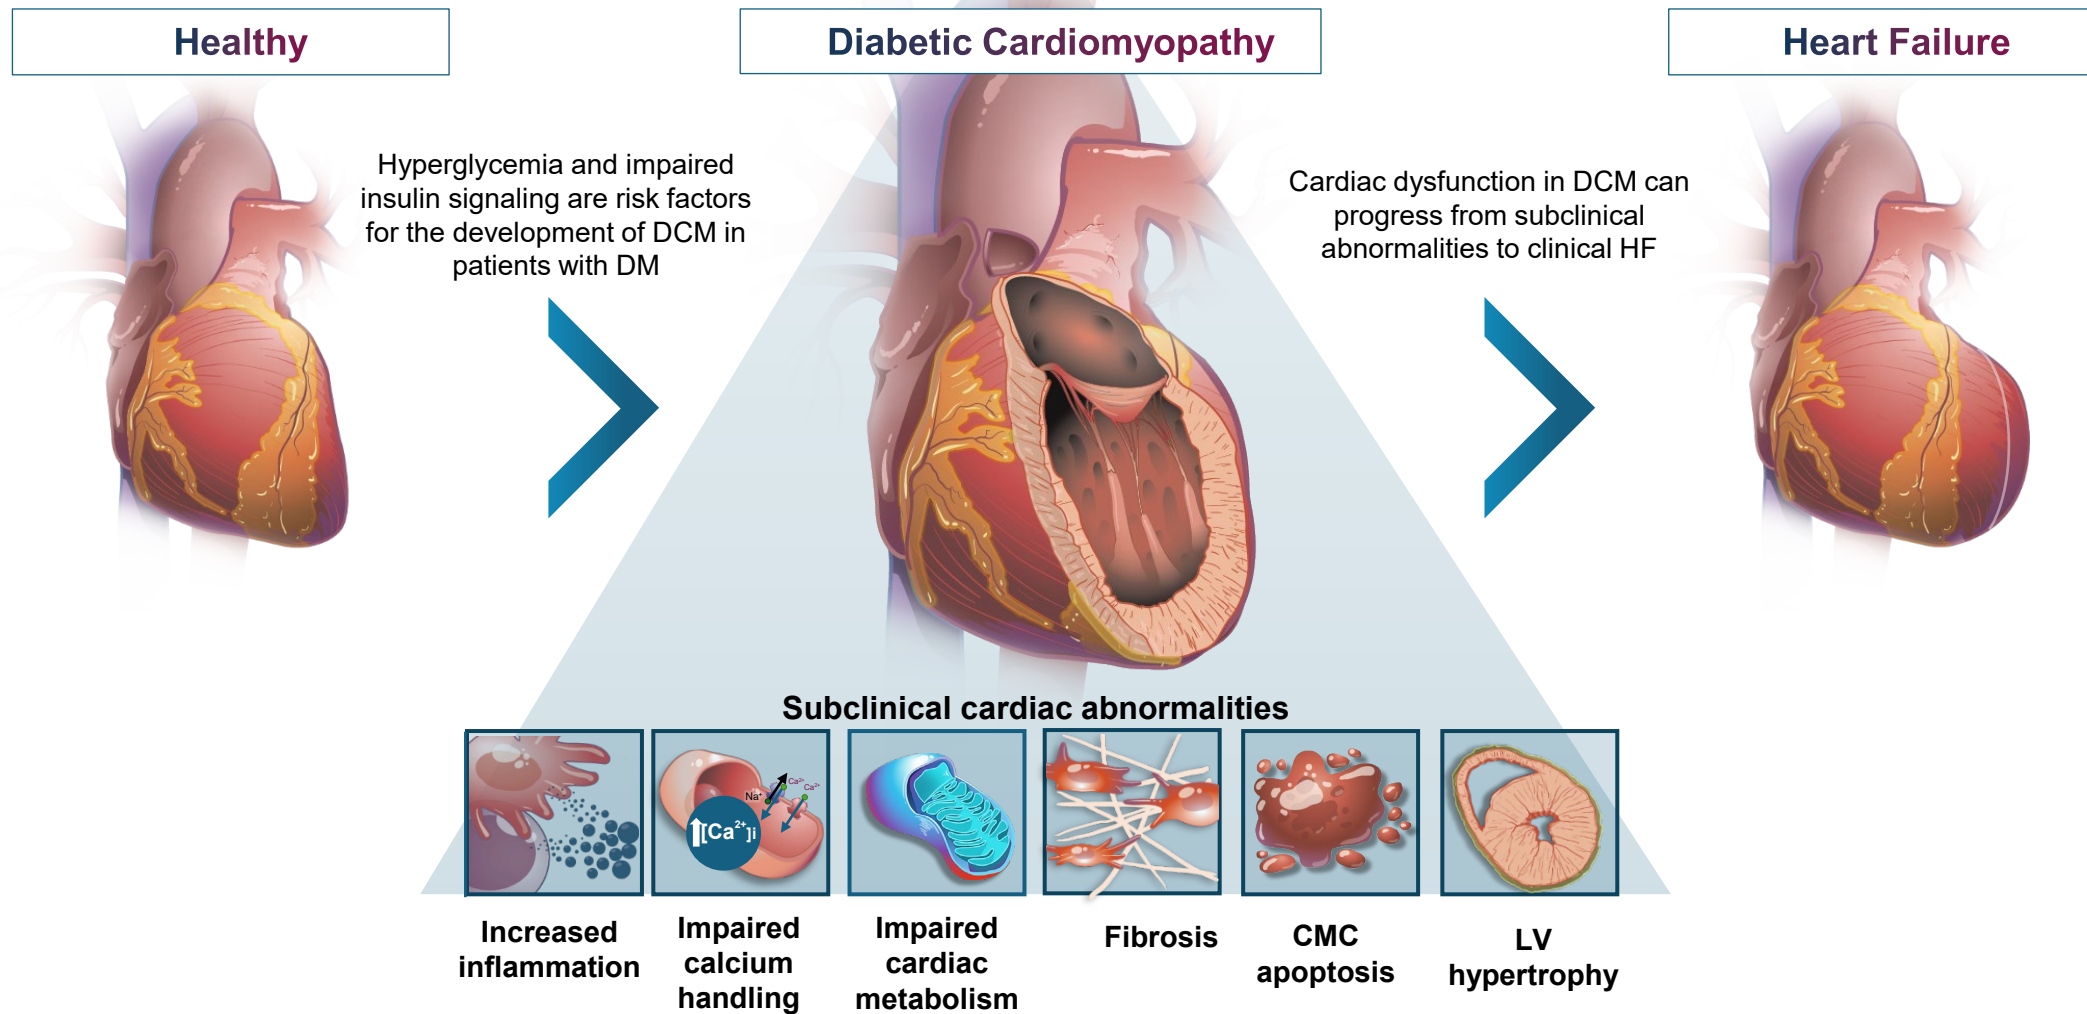 Healthy
Diabetic Cardiomyopathy
Heart Failure
Hyperglycemia and impaired
insulin signaling are risk factors
for the development of DCM in
patients with DM
Cardiac dysfunction in DCM can
progress from subclinical
abnormalities to clinical HF
Subclinical cardiac abnormalities
Na⁺
Ca²⁺
Ca²⁺
⬆[Ca²⁺]i
Increased
inflammation
Impaired
calcium
handling
Impaired
cardiac
metabolism
Fibrosis
CMC
apoptosis
LV
hypertrophy